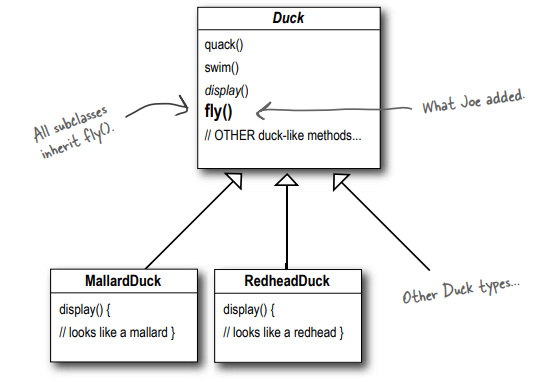 Duck
quack()
swim()
display()
fly()
// OTHER duck-like methods...
All subclasses
inherit fly().
What Joe added.
MallardDuck
display() {
// looks like a mallard }
RedheadDuck
display() {
// looks like a redhead }
Other Duck types...